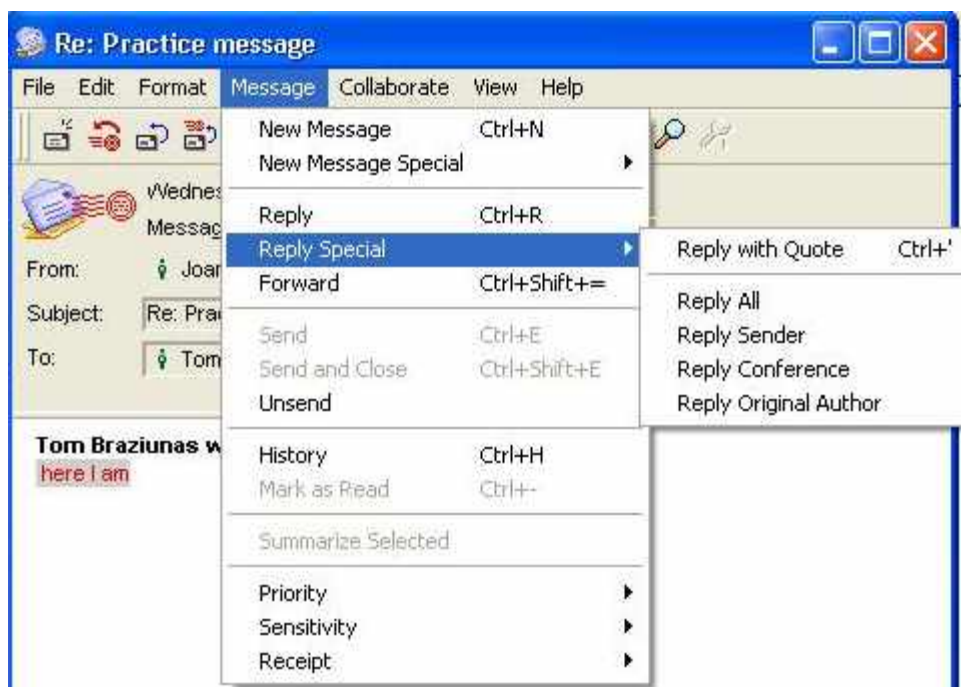 Re: Practice message
File Edit Format Message Collaborate View Help
New Message Ctrl+N
New Message Special
Reply Ctrl+R
Reply Special
Forward Ctrl+Shift+=
Send Ctrl+E
Send and Close Ctrl+Shift+E
Unsend
History Ctrl+H
Mark as Read Ctrl+-
Summarize Selected
Priority
Sensitivity
Receipt
Reply with Quote Ctrl+'
Reply All
Reply Sender
Reply Conference
Reply Original Author
Wednes
Messag
From: Joan
Subject: Re: Prac
To: Tom
Tom Braziunas w
here I am